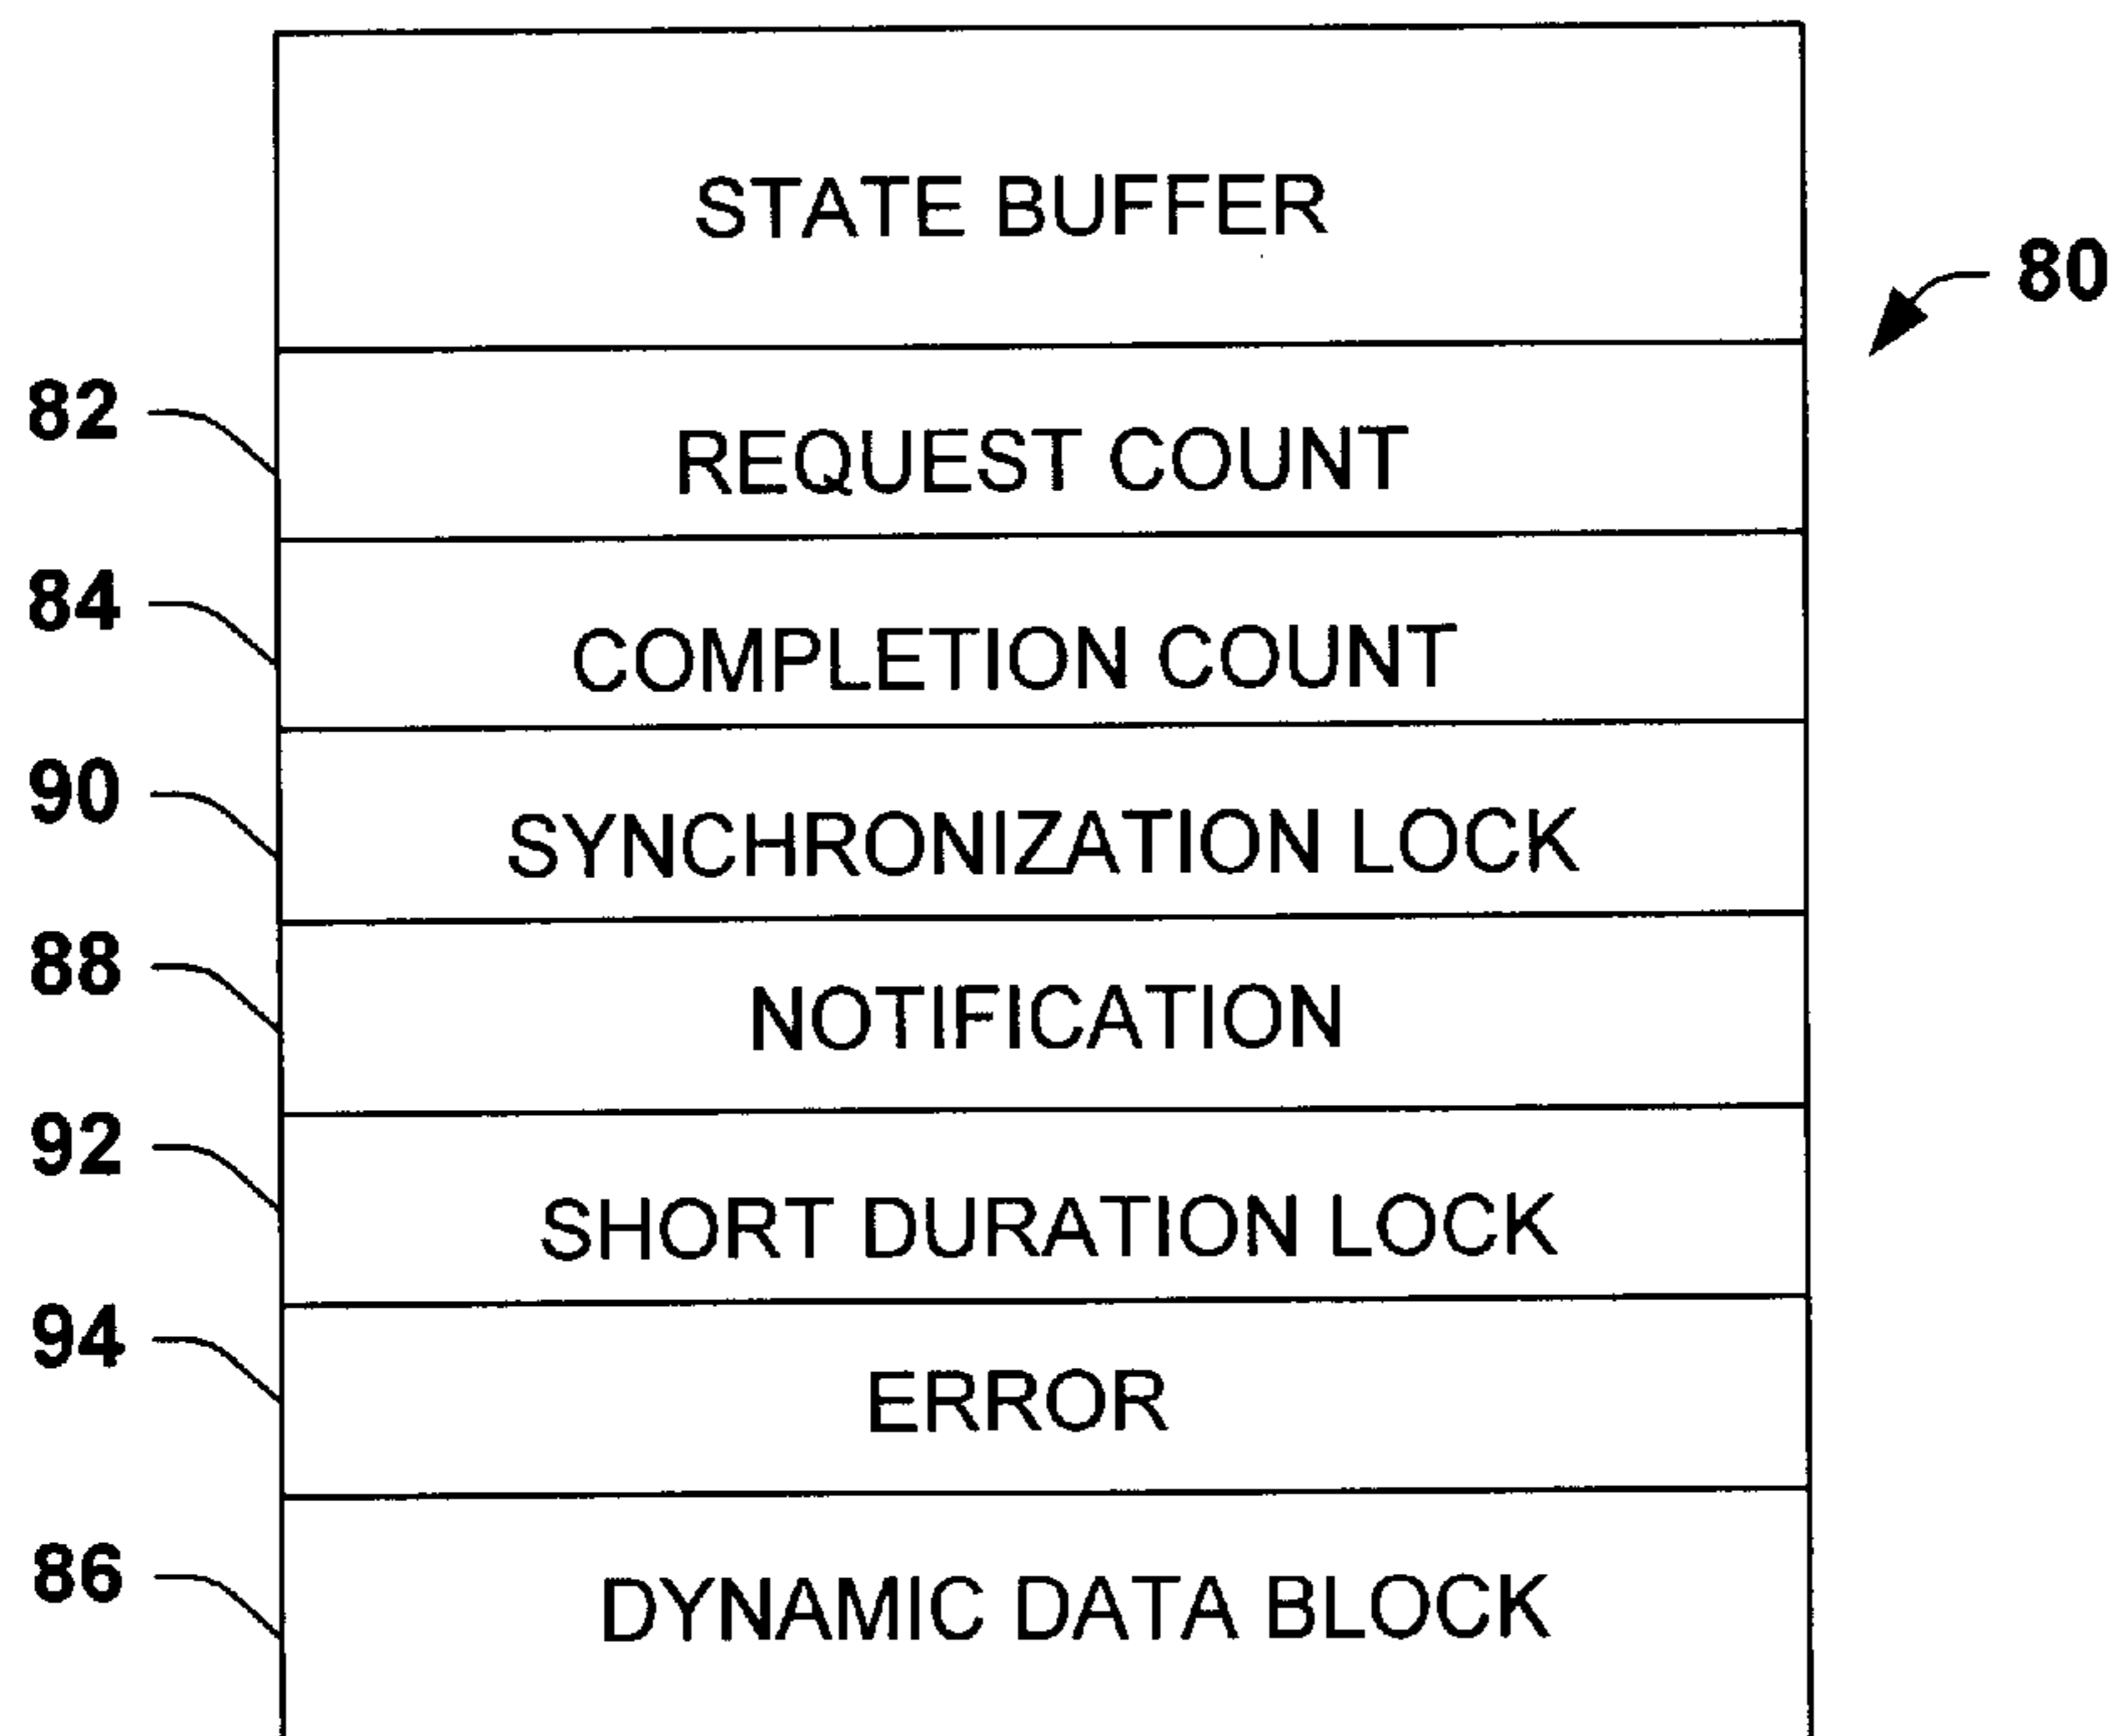 STATE BUFFER
80
82
REQUEST COUNT
84
COMPLETION COUNT
90
SYNCHRONIZATION LOCK
88
NOTIFICATION
92
SHORT DURATION LOCK
94
ERROR
86
DYNAMIC DATA BLOCK